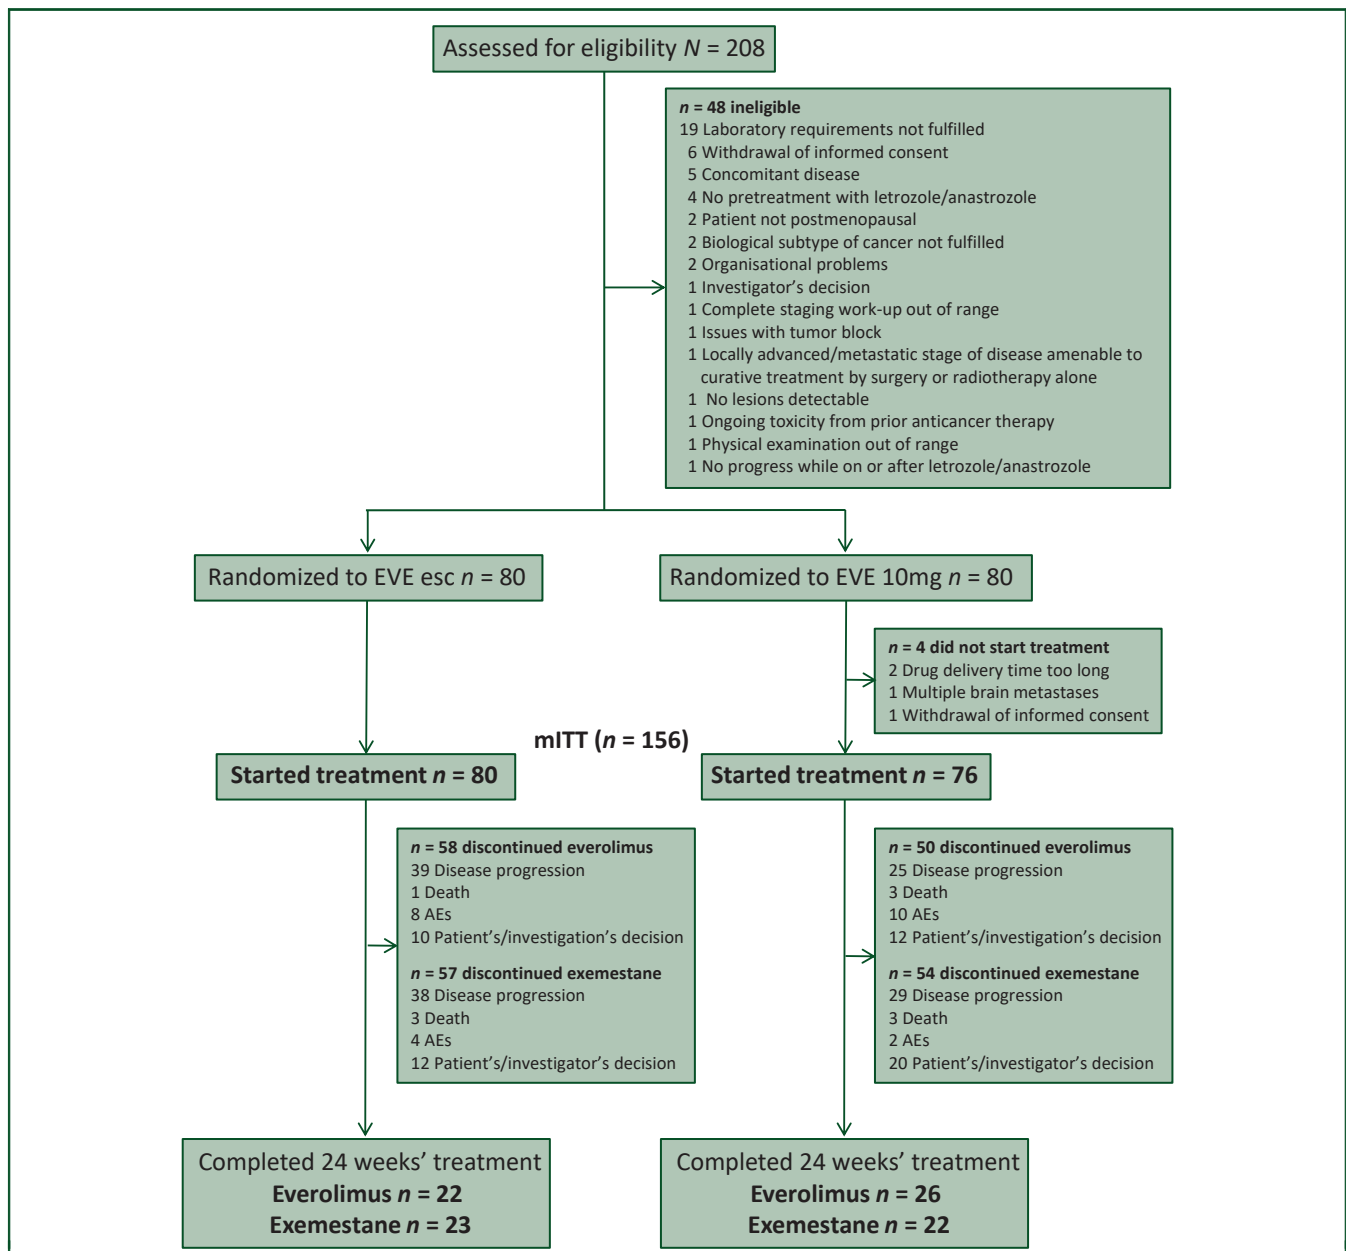 Assessed for eligibility N = 208
n = 48 ineligible
19 Laboratory requirements not fulfilled
6 Withdrawal of informed consent
5 Concomitant disease
4 No pretreatment with letrozole/anastrozole
2 Patient not postmenopausal
2 Biological subtype of cancer not fulfilled
2 Organisational problems
1 Investigator's decision
1 Complete staging work-up out of range
1 Issues with tumor block
1 Locally advanced/metastatic stage of disease amenable to
curative treatment by surgery or radiotherapy alone
1 No lesions detectable
1 Ongoing toxicity from prior anticancer therapy
1 Physical examination out of range
1 No progress while on or after letrozole/anastrozole
Randomized to EVE esc n = 80
Randomized to EVE 10mg n = 80
n = 4 did not start treatment
2 Drug delivery time too long
1 Multiple brain metastases
1 Withdrawal of informed consent
mITT (n = 156)
Started treatment n = 80
Started treatment n = 76
n = 58 discontinued everolimus
39 Disease progression
1 Death
8 AEs
10 Patient's/investigation's decision
n = 57 discontinued exemestane
38 Disease progression
3 Death
4 AEs
12 Patient's/investigator's decision
n = 50 discontinued everolimus
25 Disease progression
3 Death
10 AEs
12 Patient's/investigation's decision
n = 54 discontinued exemestane
29 Disease progression
3 Death
2 AEs
20 Patient's/investigator's decision
Completed 24 weeks' treatment
Everolimus n = 22
Exemestane n = 23
Completed 24 weeks' treatment
Everolimus n = 26
Exemestane n = 22